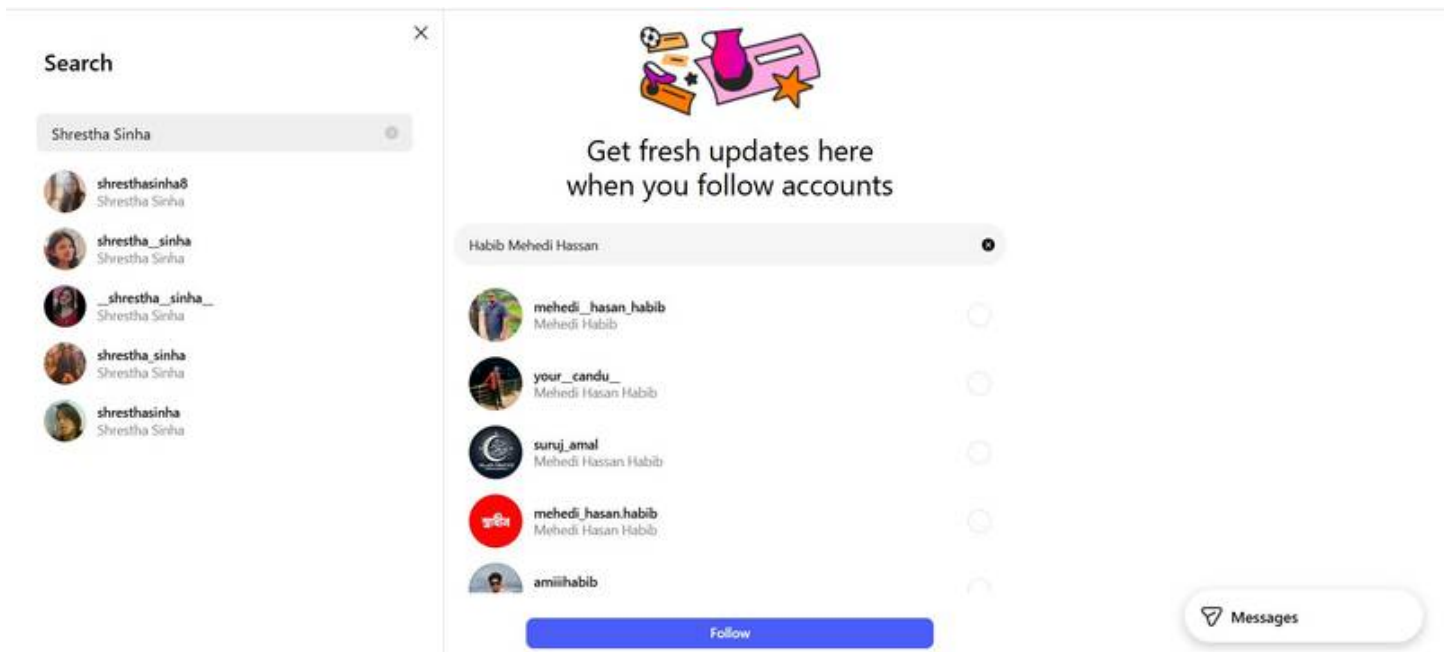 Search
Shrestha Sinha
shresthasinha8
Shrestha Sinha
shrestha__sinha
Shrestha Sinha
__shrestha__sinha__
Shrestha Sinha
shrestha_sinha
Shrestha Sinha
shresthasinha
Shrestha Sinha
Get fresh updates here
when you follow accounts
Habib Mehedi Hassan
mehedi__hasan_habib
Mehedi Habib
your__candu__
Mehedi Hasan Habib
suruj_amal
Mehedi Hassan Habib
mehedi_hasan.habib
Mehedi Hasan Habib
amiiihabib
Follow
Messages